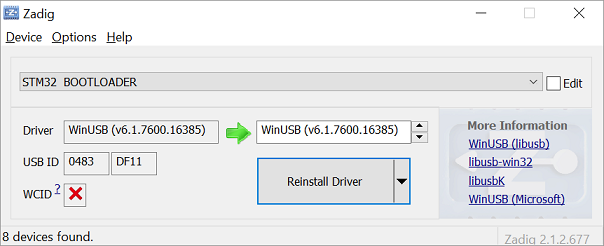 Zadig
Device Options Help
STM32 BOOTLOADER
Edit
Driver WinUSB (v6.1.7600.16385) WinUSB (v6.1.7600.16385)
USB ID 0483 DF11
WCID ?
Reinstall Driver
More Information
WinUSB (libusb)
libusb-win32
libusbK
WinUSB (Microsoft)
8 devices found.
Zadig 2.1.2.677